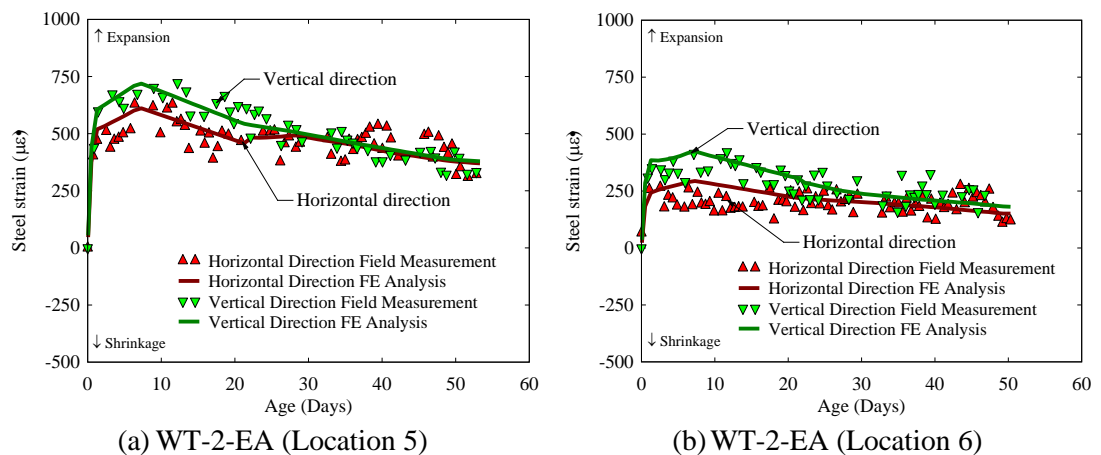 1000
750
500
250
0
-250
-500
Steel strain (με)
↑ Expansion
Vertical direction
Horizontal direction
Horizontal Direction Field Measurement
Horizontal Direction FE Analysis
Vertical Direction Field Measurement
Vertical Direction FE Analysis
↓ Shrinkage
0 10 20 30 40 50 60
Age (Days)
(a) WT-2-EA (Location 5)
1000
750
500
250
0
-250
-500
Steel strain (με)
↑ Expansion
Vertical direction
Horizontal direction
Horizontal Direction Field Measurement
Horizontal Direction FE Analysis
Vertical Direction Field Measurement
Vertical Direction FE Analysis
↓ Shrinkage
0 10 20 30 40 50 60
Age (Days)
(b) WT-2-EA (Location 6)